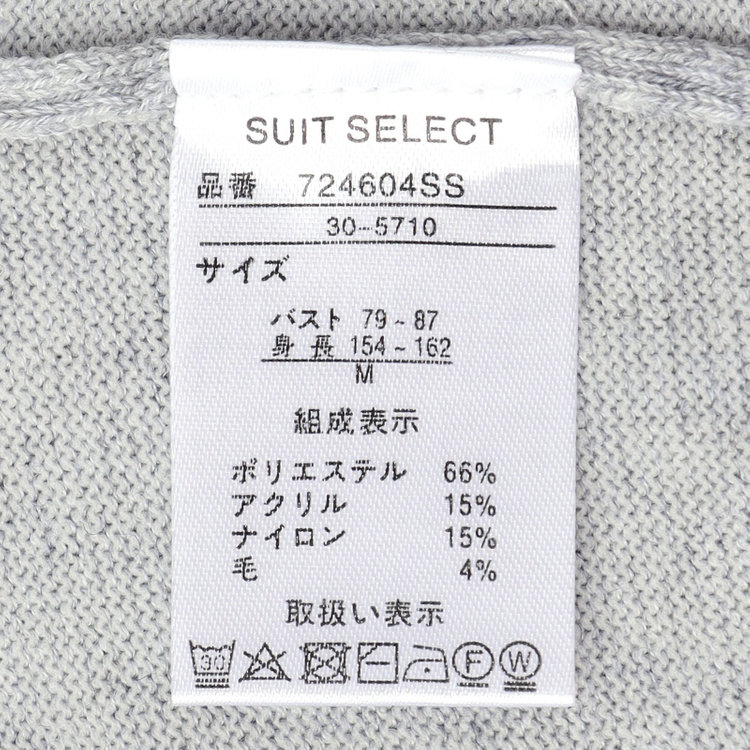 SUIT SELECT
品番 724604SS
30-5710
サイズ
バスト 79~87
身長 154~162
M
組成表示
ポリエステル 66%
アクリル 15%
ナイロン 15%
毛 4%
取扱い表示
30 F W